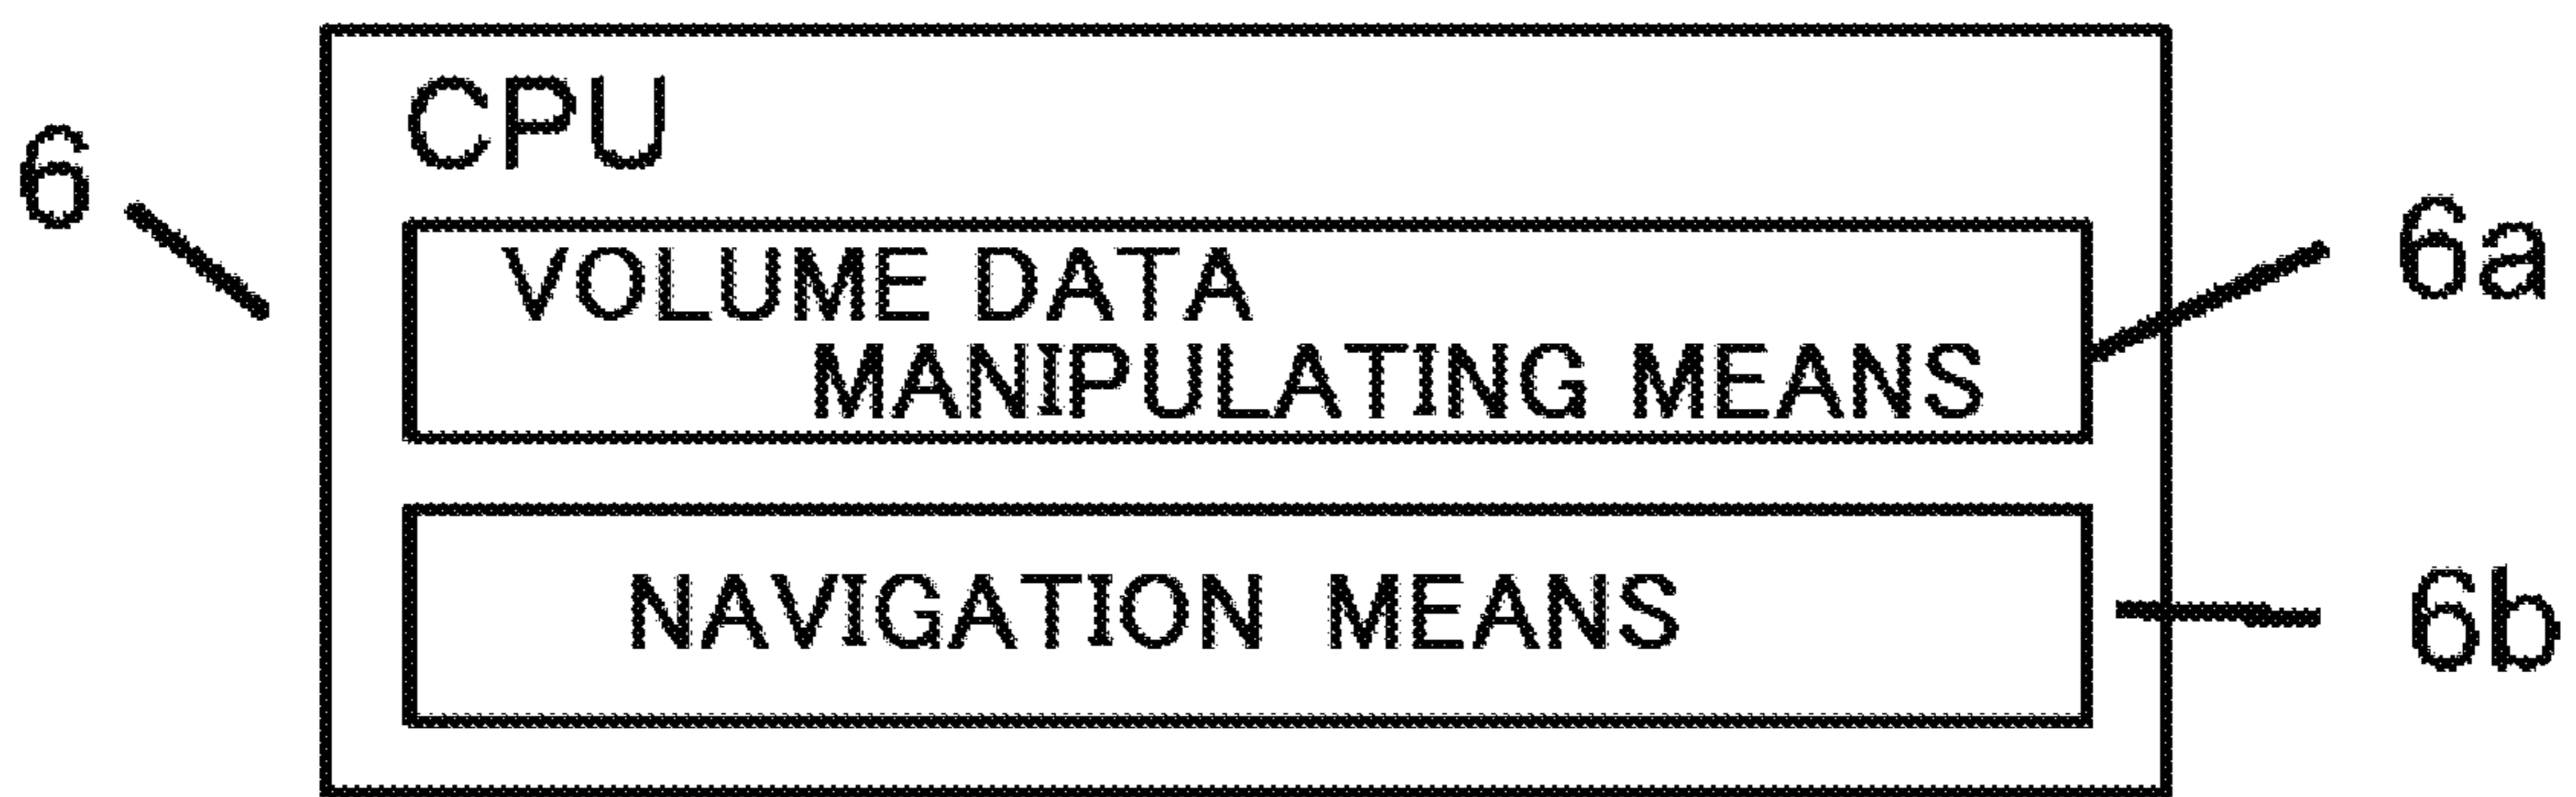 CPU
6
VOLUME DATA
MANIPULATING MEANS
6a
NAVIGATION MEANS
6b